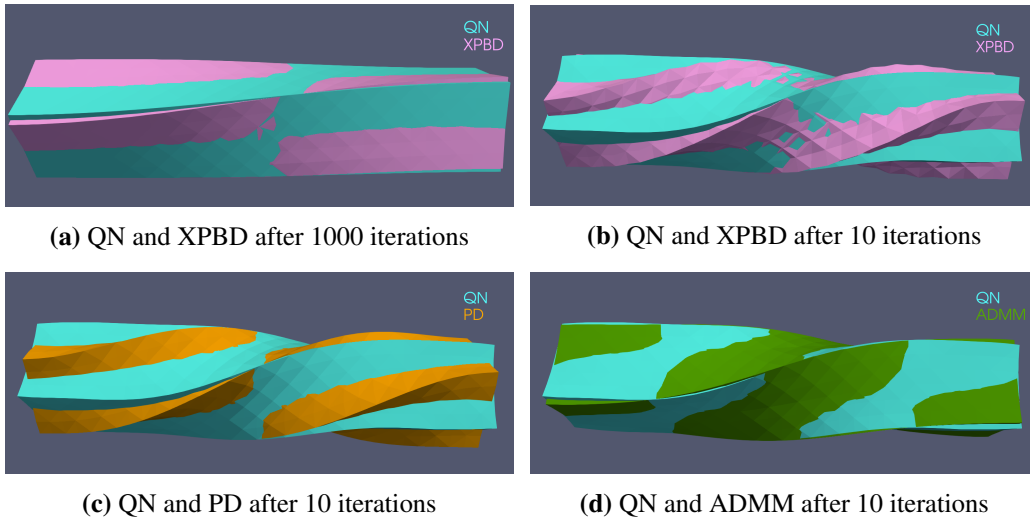 QN
XPBD
QN
XPBD
(a) QN and XPBD after 1000 iterations
(b) QN and XPBD after 10 iterations
QN
PD
QN
ADMM
(c) QN and PD after 10 iterations
(d) QN and ADMM after 10 iterations